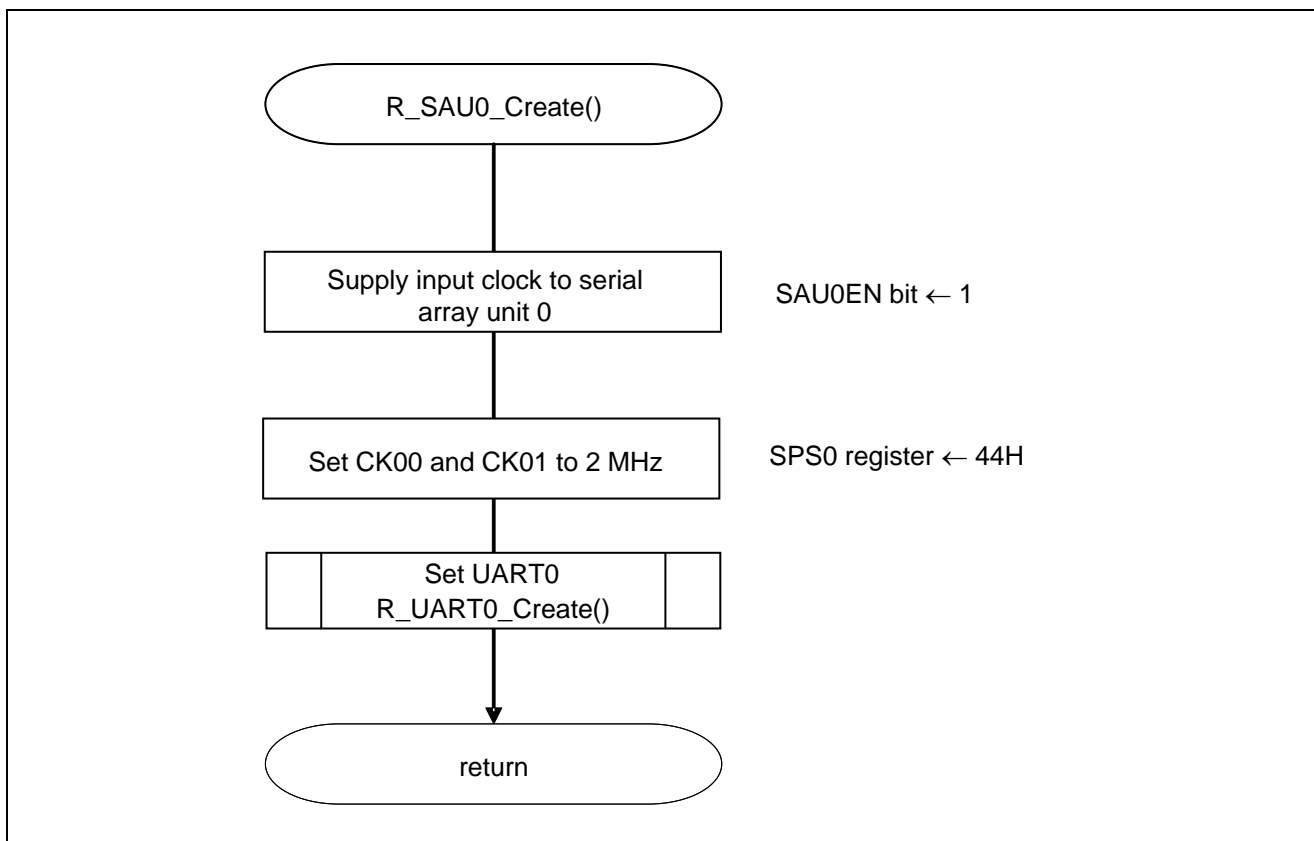 R_SAU0_Create()
Supply input clock to serial
array unit 0
SAU0EN bit ← 1
Set CK00 and CK01 to 2 MHz
SPS0 register ← 44H
Set UART0
R_UART0_Create()
return